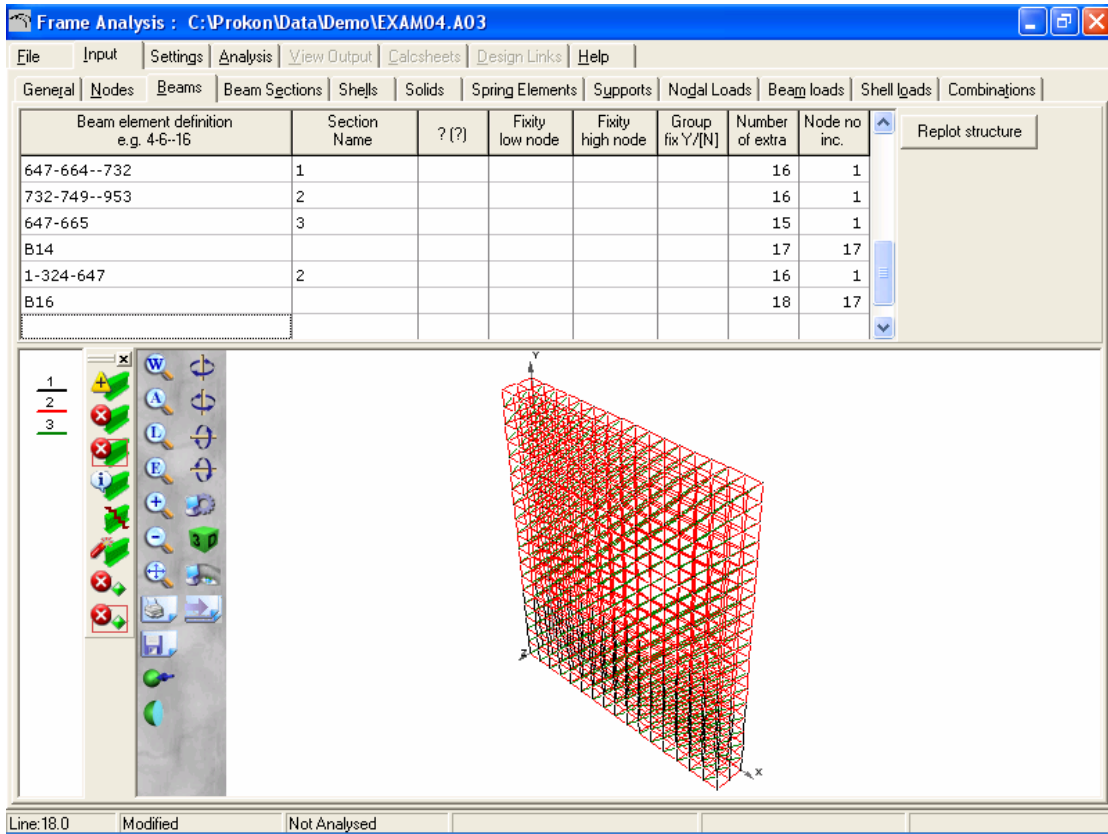 Frame Analysis : C:\Prokon\Data\Demo\EXAM04.A03
File Input Settings Analysis View Output Calcsheets Design Links Help
General Nodes Beams Beam Sections Shells Solids Spring Elements Supports Nodal Loads Beam loads Shell loads Combinations
Beam element definition e.g. 4-6--16 Section Name ? (?) Fixity low node Fixity high node Group fix Y/[N] Number of extra Node no inc. Replot structure
647-664--732 1 16 1
732-749--953 2 16 1
647-665 3 15 1
B14 17 17
1-324-647 2 16 1
B16 18 17
1
2
3
W
A
L
E
3D
Y
Z
X
Line:18.0 Modified Not Analysed